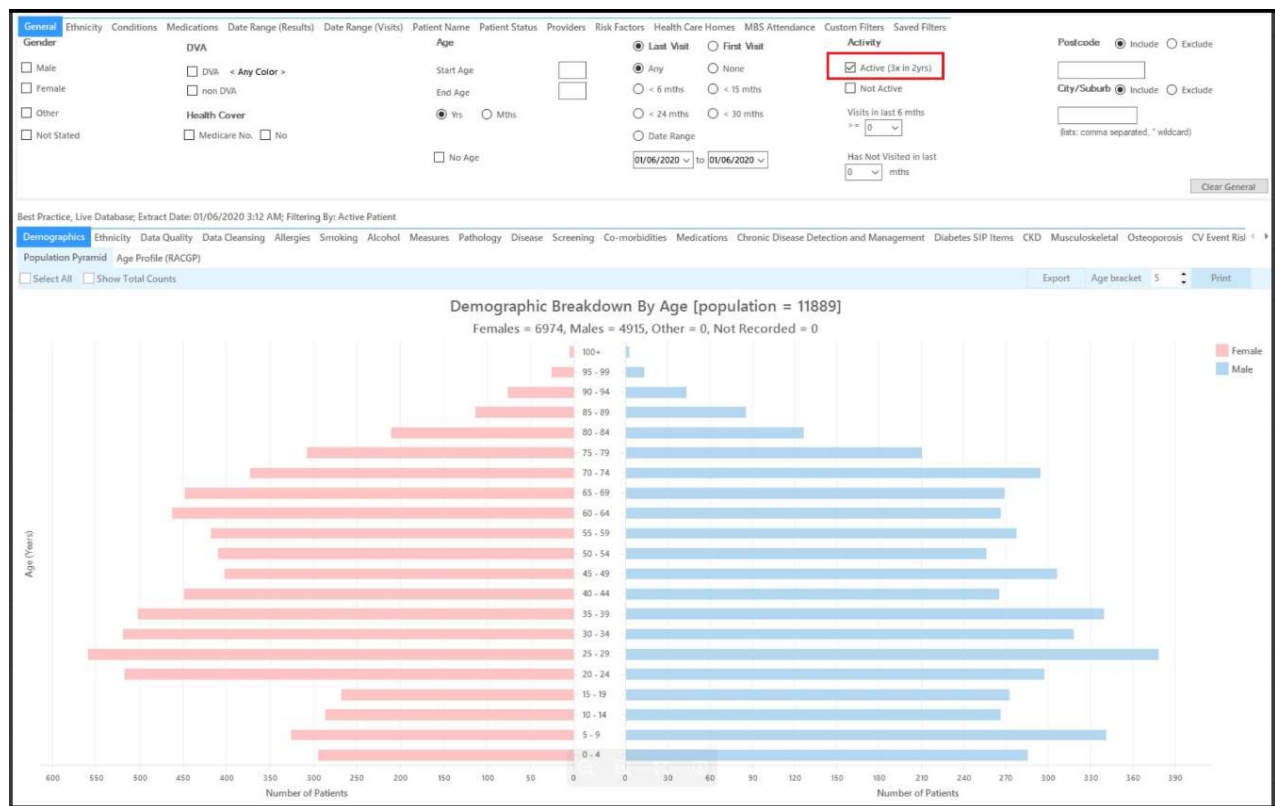 General Ethnicity Conditions Medications Date Range (Results) Date Range (Visits) Patient Name Patient Status Providers Risk Factors Health Care Homes MBS Attendance Custom Filters Saved Filters
Gender DVA Age Last Visit First Visit Activity Postcode Include Exclude
Male DVA < Any Color > Start Age Any None Active (3x in 2yrs)
Female non DVA End Age < 6 mths < 15 mths Not Active City/Suburb Include Exclude
Other Health Cover Yrs Mths < 24 mths < 30 mths Visits in last 6 mths
Not Stated Medicare No. No Date Range >= 0 (lists: comma separated, * wildcard)
No Age 01/06/2020 to 01/06/2020 Has Not Visited in last
0 mths
Clear General
Best Practice, Live Database; Extract Date: 01/06/2020 3:12 AM; Filtering By: Active Patient
Demographics Ethnicity Data Quality Data Cleansing Allergies Smoking Alcohol Measures Pathology Disease Screening Co-morbidities Medications Chronic Disease Detection and Management Diabetes SIP Items CKD Musculoskeletal Osteoporosis CV Event Risl
Population Pyramid Age Profile (RACGP)
Select All Show Total Counts Export Age bracket 5 Print
Demographic Breakdown By Age [population = 11889]
Females = 6974, Males = 4915, Other = 0, Not Recorded = 0
Female
Male
100+
95 - 99
90 - 94
85 - 89
80 - 84
75 - 79
70 - 74
65 - 69
60 - 64
55 - 59
50 - 54
45 - 49
40 - 44
35 - 39
30 - 34
25 - 29
20 - 24
15 - 19
10 - 14
5 - 9
0 - 4
Age (Years)
600 550 500 450 400 350 300 250 200 150 100 50 0 0 30 60 90 120 150 180 210 240 270 300 330 360 390
Number of Patients Number of Patients